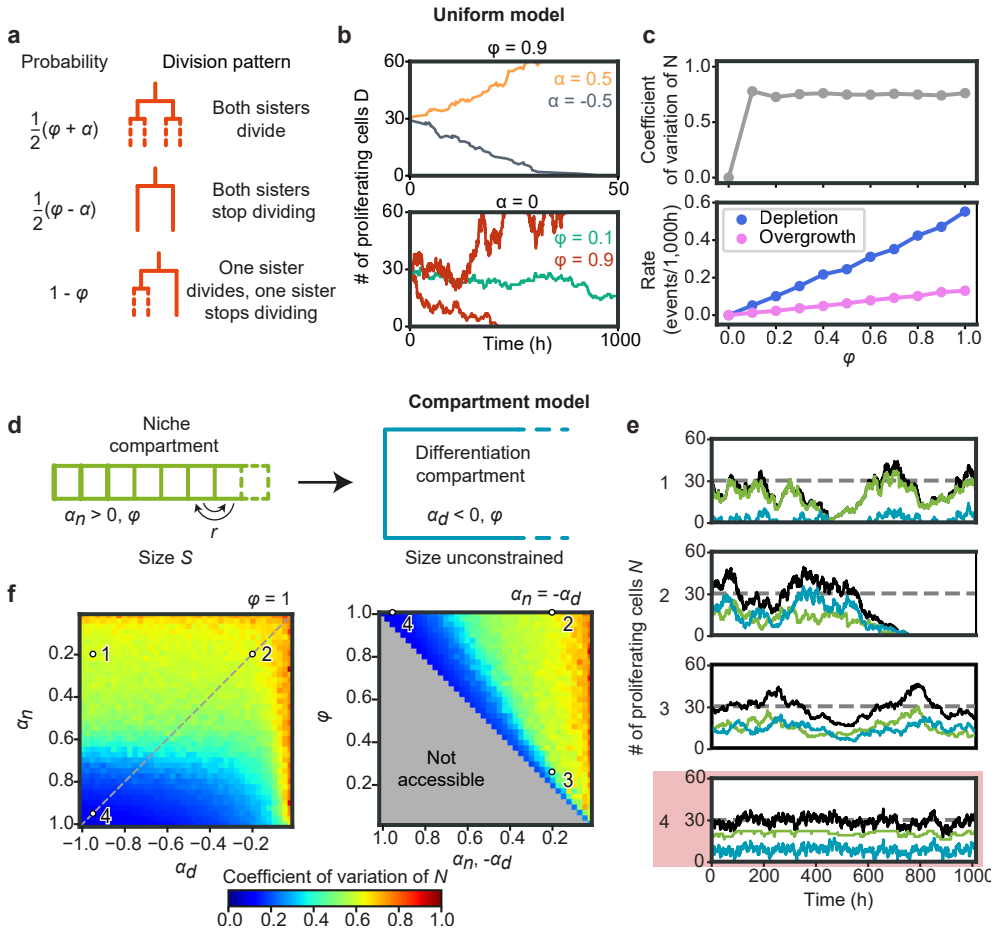 Uniform model
a
Probability
Division pattern
1/2(φ + α)
Both sisters
divide
1/2(φ - α)
Both sisters
stop dividing
1 - φ
One sister
divides, one sister
stops dividing
b
φ = 0.9
# of proliferating cells D
60
30
0
α = 0.5
α = -0.5
0
50
α = 0
60
30
0
φ = 0.1
φ = 0.9
0
1000
Time (h)
c
Coefficient
of variation of N
1.0
0.5
0.0
Rate
(events/1,000h)
0.6
0.4
0.2
0.0
Depletion
Overgrowth
0.0
0.2
0.4
0.6
0.8
1.0
φ
Compartment model
d
Niche
compartment
αn > 0, φ
r
Size S
Differentiation
compartment
αd < 0, φ
Size unconstrained
e
# of proliferating cells N
60
30
0
1
60
30
0
2
60
30
0
3
60
30
0
4
0
200
400
600
800
1000
Time (h)
f
φ = 1
αn
0.2
0.4
0.6
0.8
1.0
1
2
4
−1.0
−0.8
−0.6
−0.4
−0.2
αd
αn = -αd
φ
1.0
0.8
0.6
0.4
0.2
4
2
3
Not
accessible
1.0
0.8
0.6
0.4
0.2
αn, -αd
Coefficient of variation of N
0.0
0.2
0.4
0.6
0.8
1.0